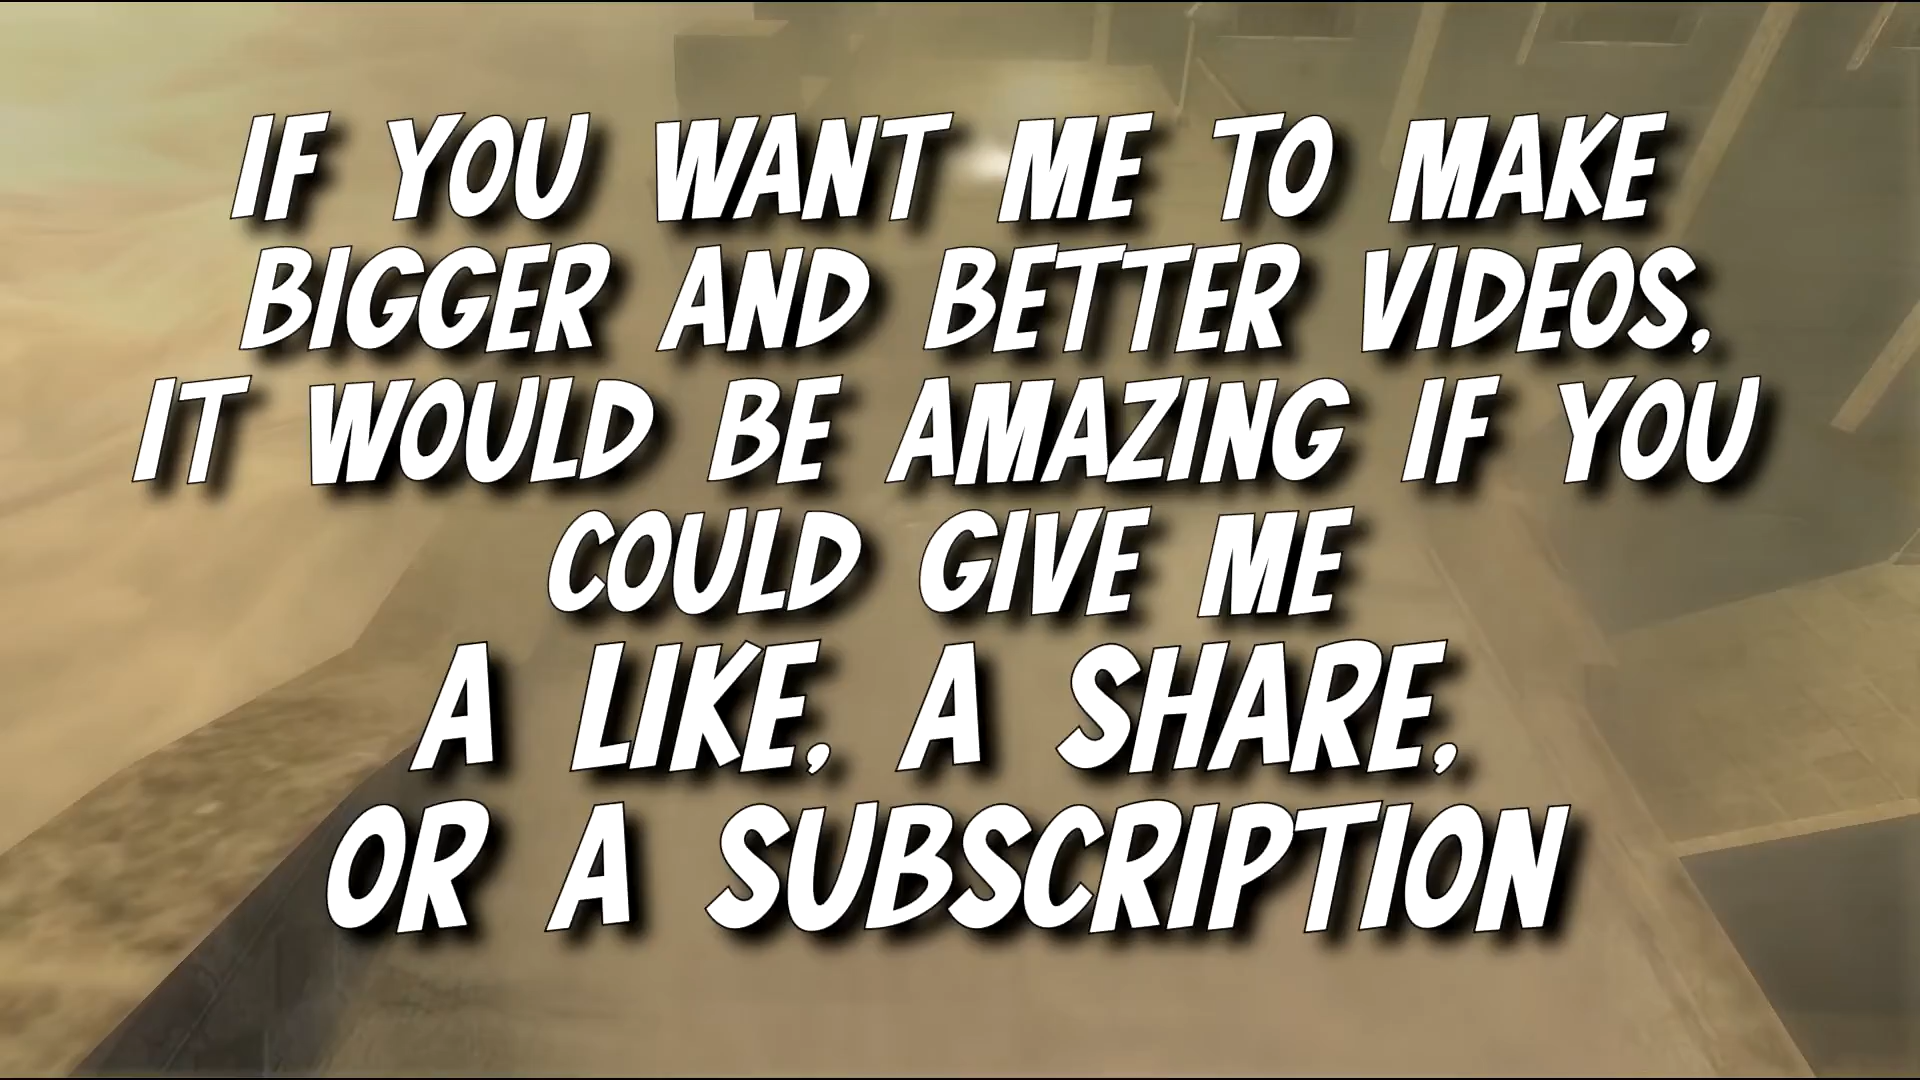 IF YOU WANT ME TO MAKE
BIGGER AND BETTER VIDEOS,
IT WOULD BE AMAZING IF YOU
COULD GIVE ME
A LIKE, A SHARE,
OR A SUBSCRIPTION